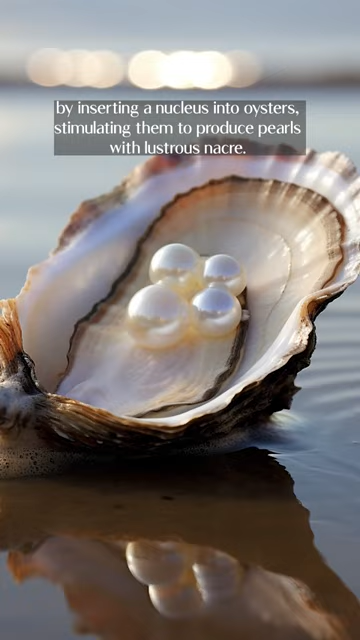 by inserting a nucleus into oysters,
stimulating them to produce pearls
with lustrous nacre.